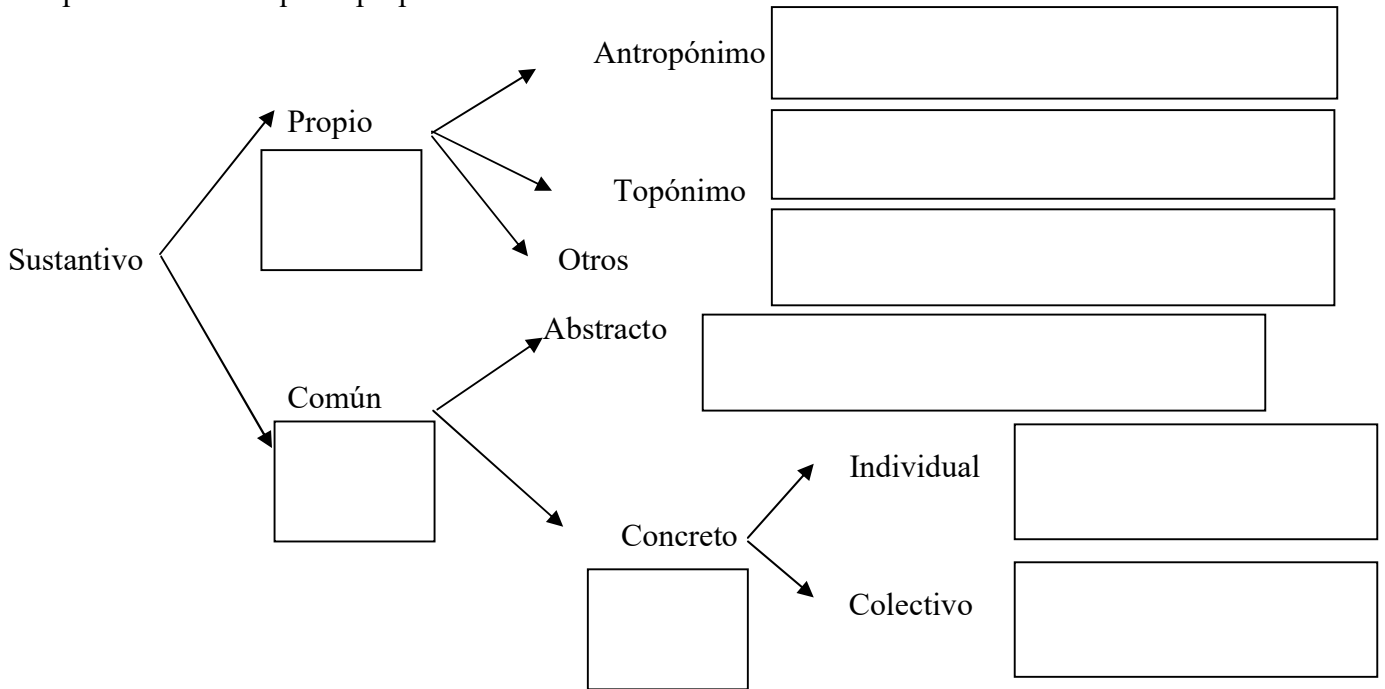 Antropónimo
Propio
Topónimo
Sustantivo
Otros
Abstracto
Común
Individual
Concreto
Colectivo